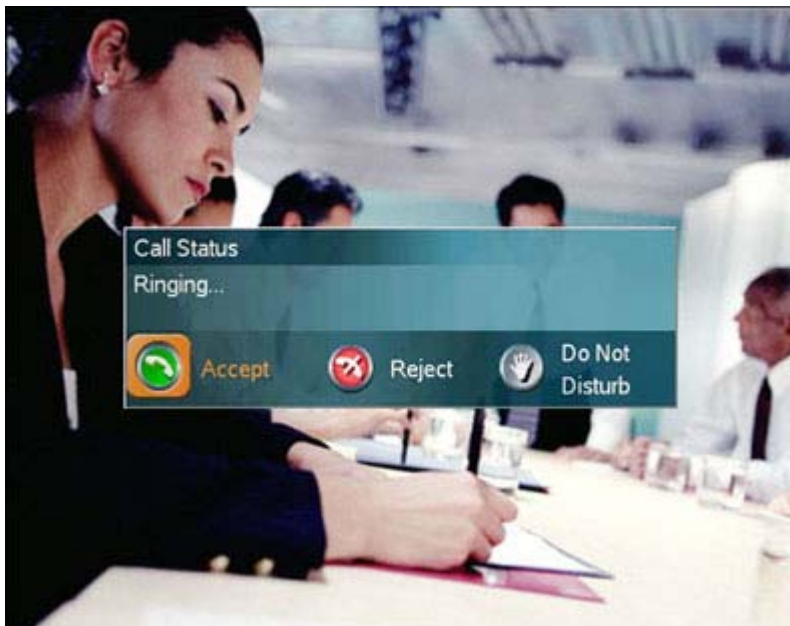 Call Status
Ringing...
Accept
Reject
Do Not
Disturb